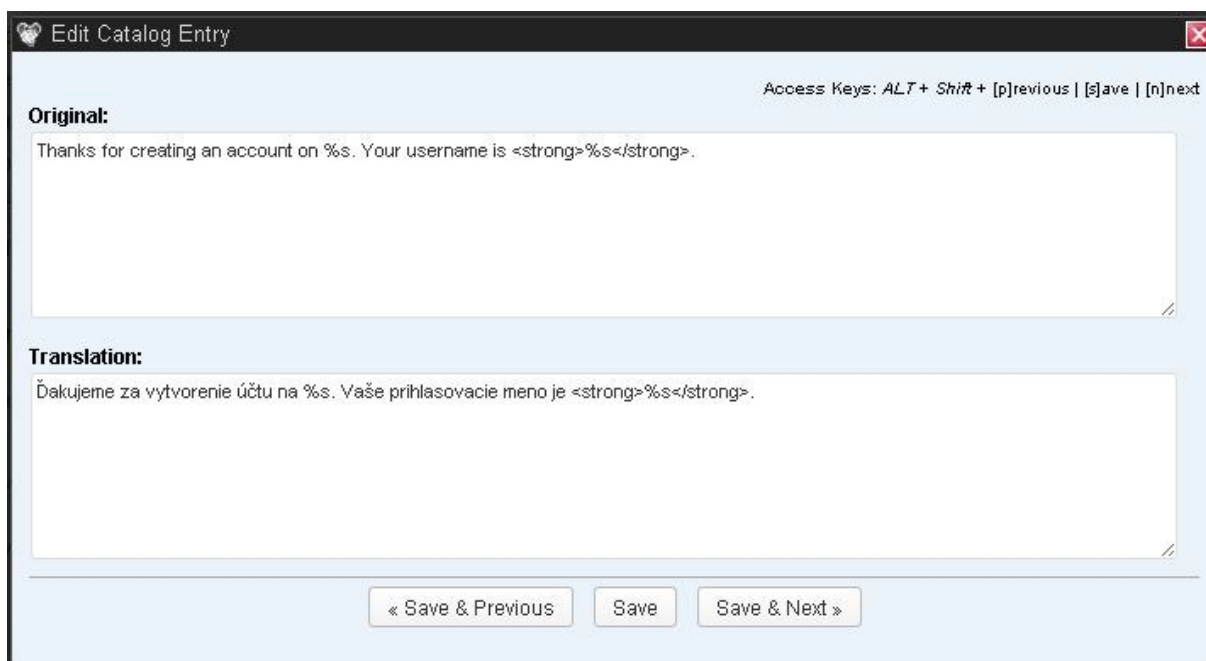 Edit Catalog Entry
Access Keys: ALT + Shift + [p]revious | [s]ave | [n]next
Original:
Thanks for creating an account on %s. Your username is <strong>%s</strong>.
Translation:
Ďakujeme za vytvorenie účtu na %s. Vaše prihlasovacie meno je <strong>%s</strong>.
« Save & Previous
Save
Save & Next »